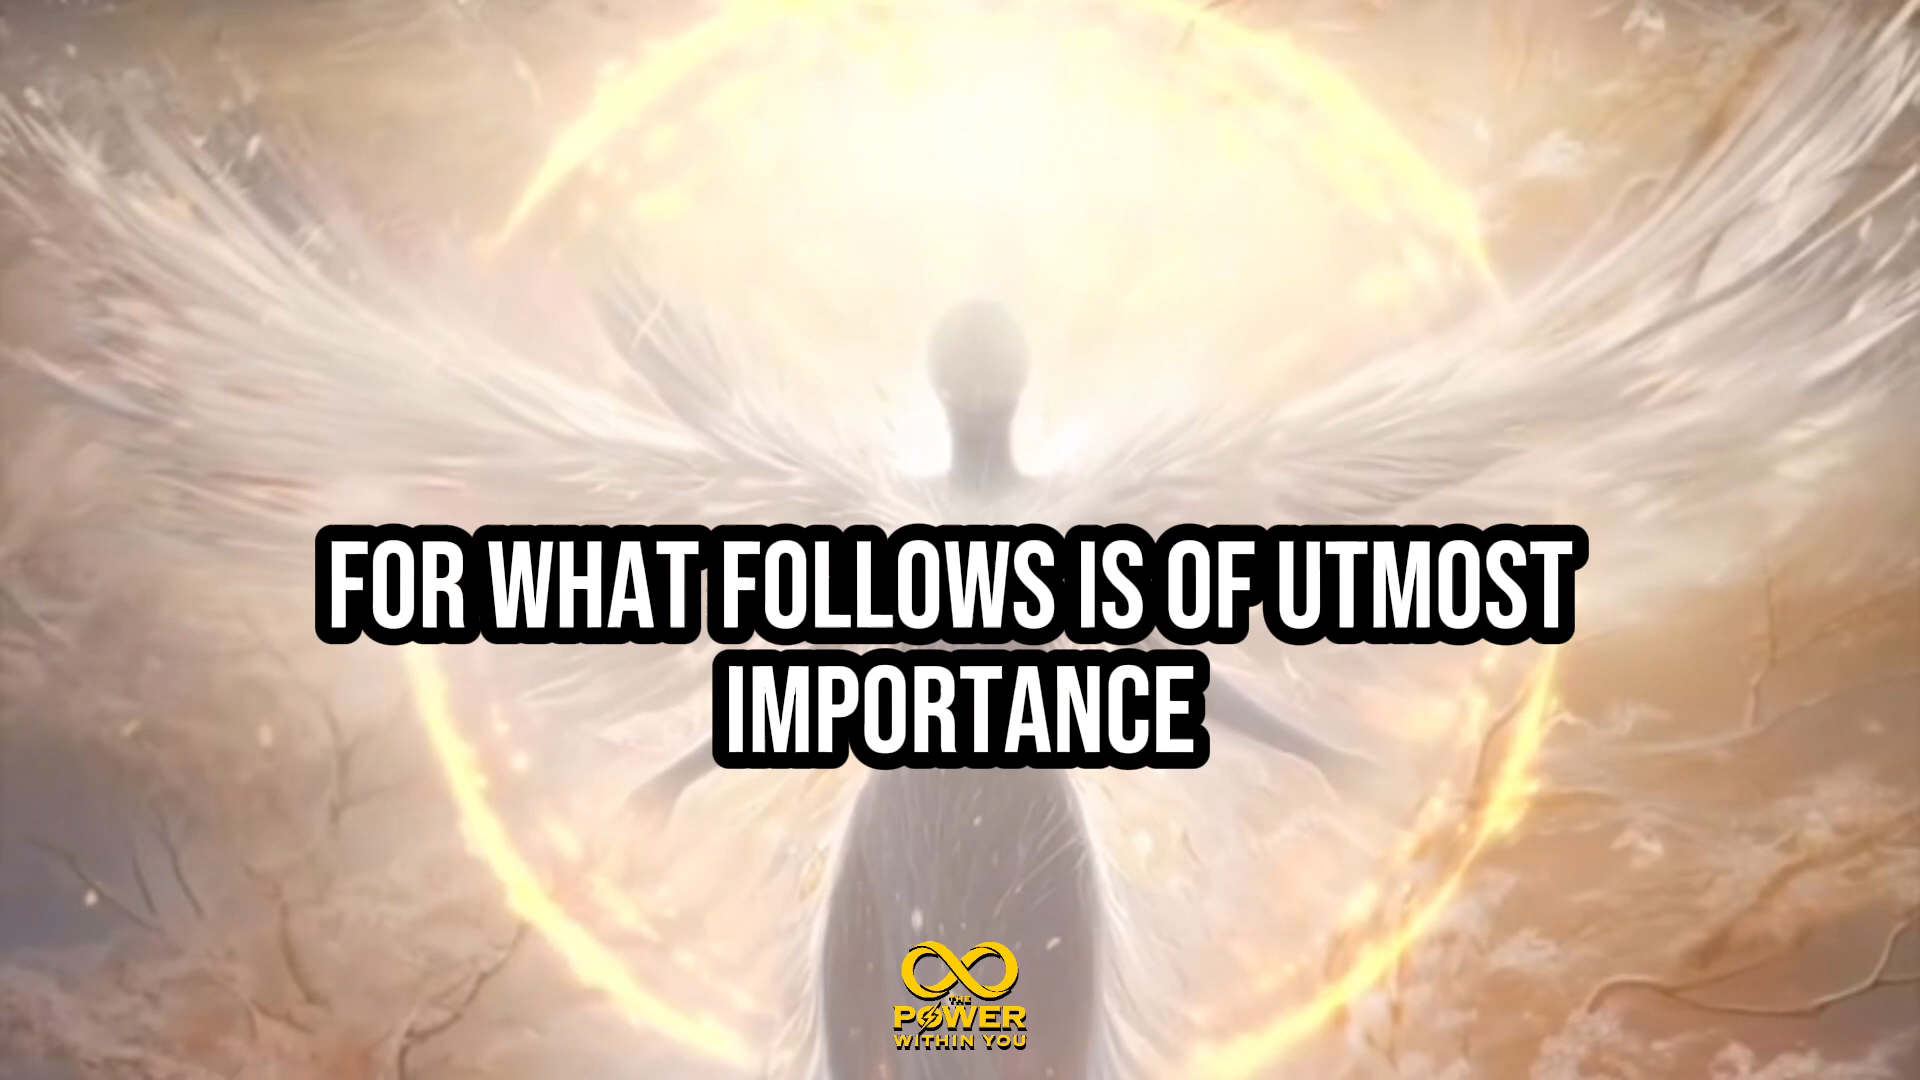 FOR WHAT FOLLOWS IS OF UTMOST
IMPORTANCE
THE
POWER
WITHIN YOU